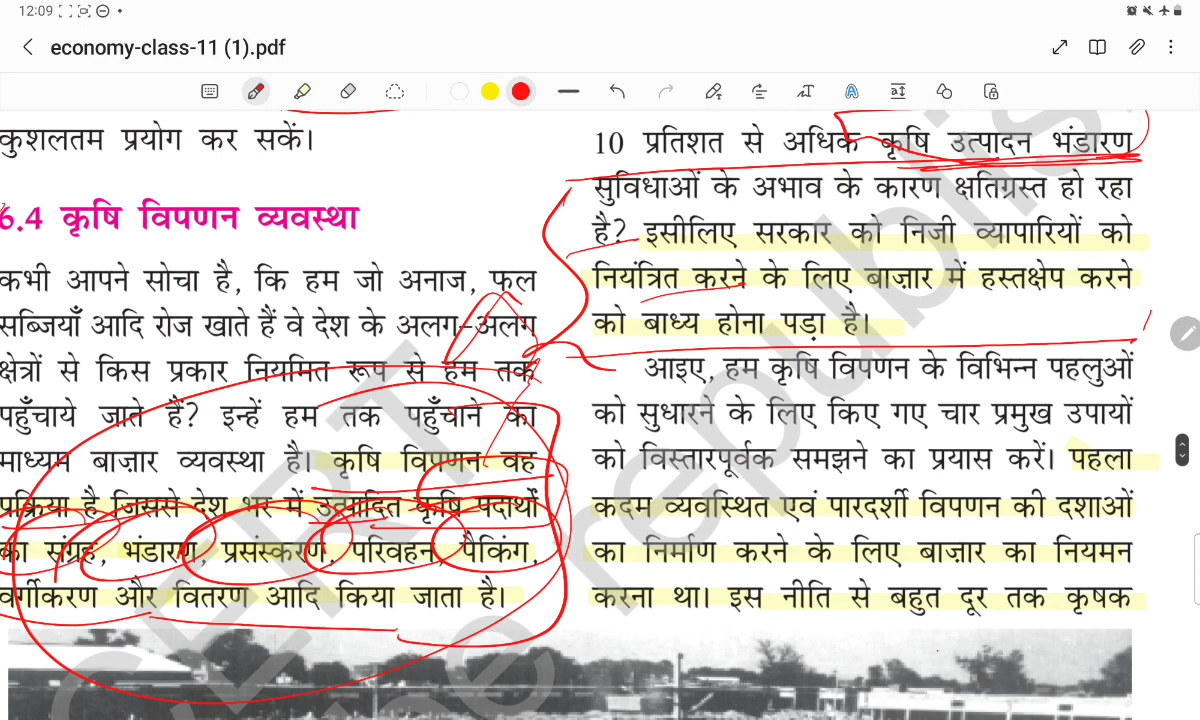 12:09
economy-class-11 (1).pdf
कुशलतम प्रयोग कर सकें।
6.4 कृषि विपणन व्यवस्था
कभी आपने सोचा है, कि हम जो अनाज, फल
सब्जियाँ आदि रोज खाते हैं वे देश के अलग-अलग
क्षेत्रों से किस प्रकार नियमित रूप से हम तक
पहुँचाये जाते हैं? इन्हें हम तक पहुँचाने का
माध्यम बाज़ार व्यवस्था है। कृषि विपणन वह
प्रक्रिया है जिससे देश भर में उत्पादित कृषि पदार्थों
का संग्रह, भंडारण, प्रसंस्करण, परिवहन, पैकिंग,
वर्गीकरण और वितरण आदि किया जाता है।
10 प्रतिशत से अधिक कृषि उत्पादन भंडारण
सुविधाओं के अभाव के कारण क्षतिग्रस्त हो रहा
है? इसीलिए सरकार को निजी व्यापारियों को
नियंत्रित करने के लिए बाज़ार में हस्तक्षेप करने
को बाध्य होना पड़ा है।
आइए, हम कृषि विपणन के विभिन्न पहलुओं
को सुधारने के लिए किए गए चार प्रमुख उपायों
को विस्तारपूर्वक समझने का प्रयास करें। पहला
कदम व्यवस्थित एवं पारदर्शी विपणन की दशाओं
का निर्माण करने के लिए बाज़ार का नियमन
करना था। इस नीति से बहुत दूर तक कृषक